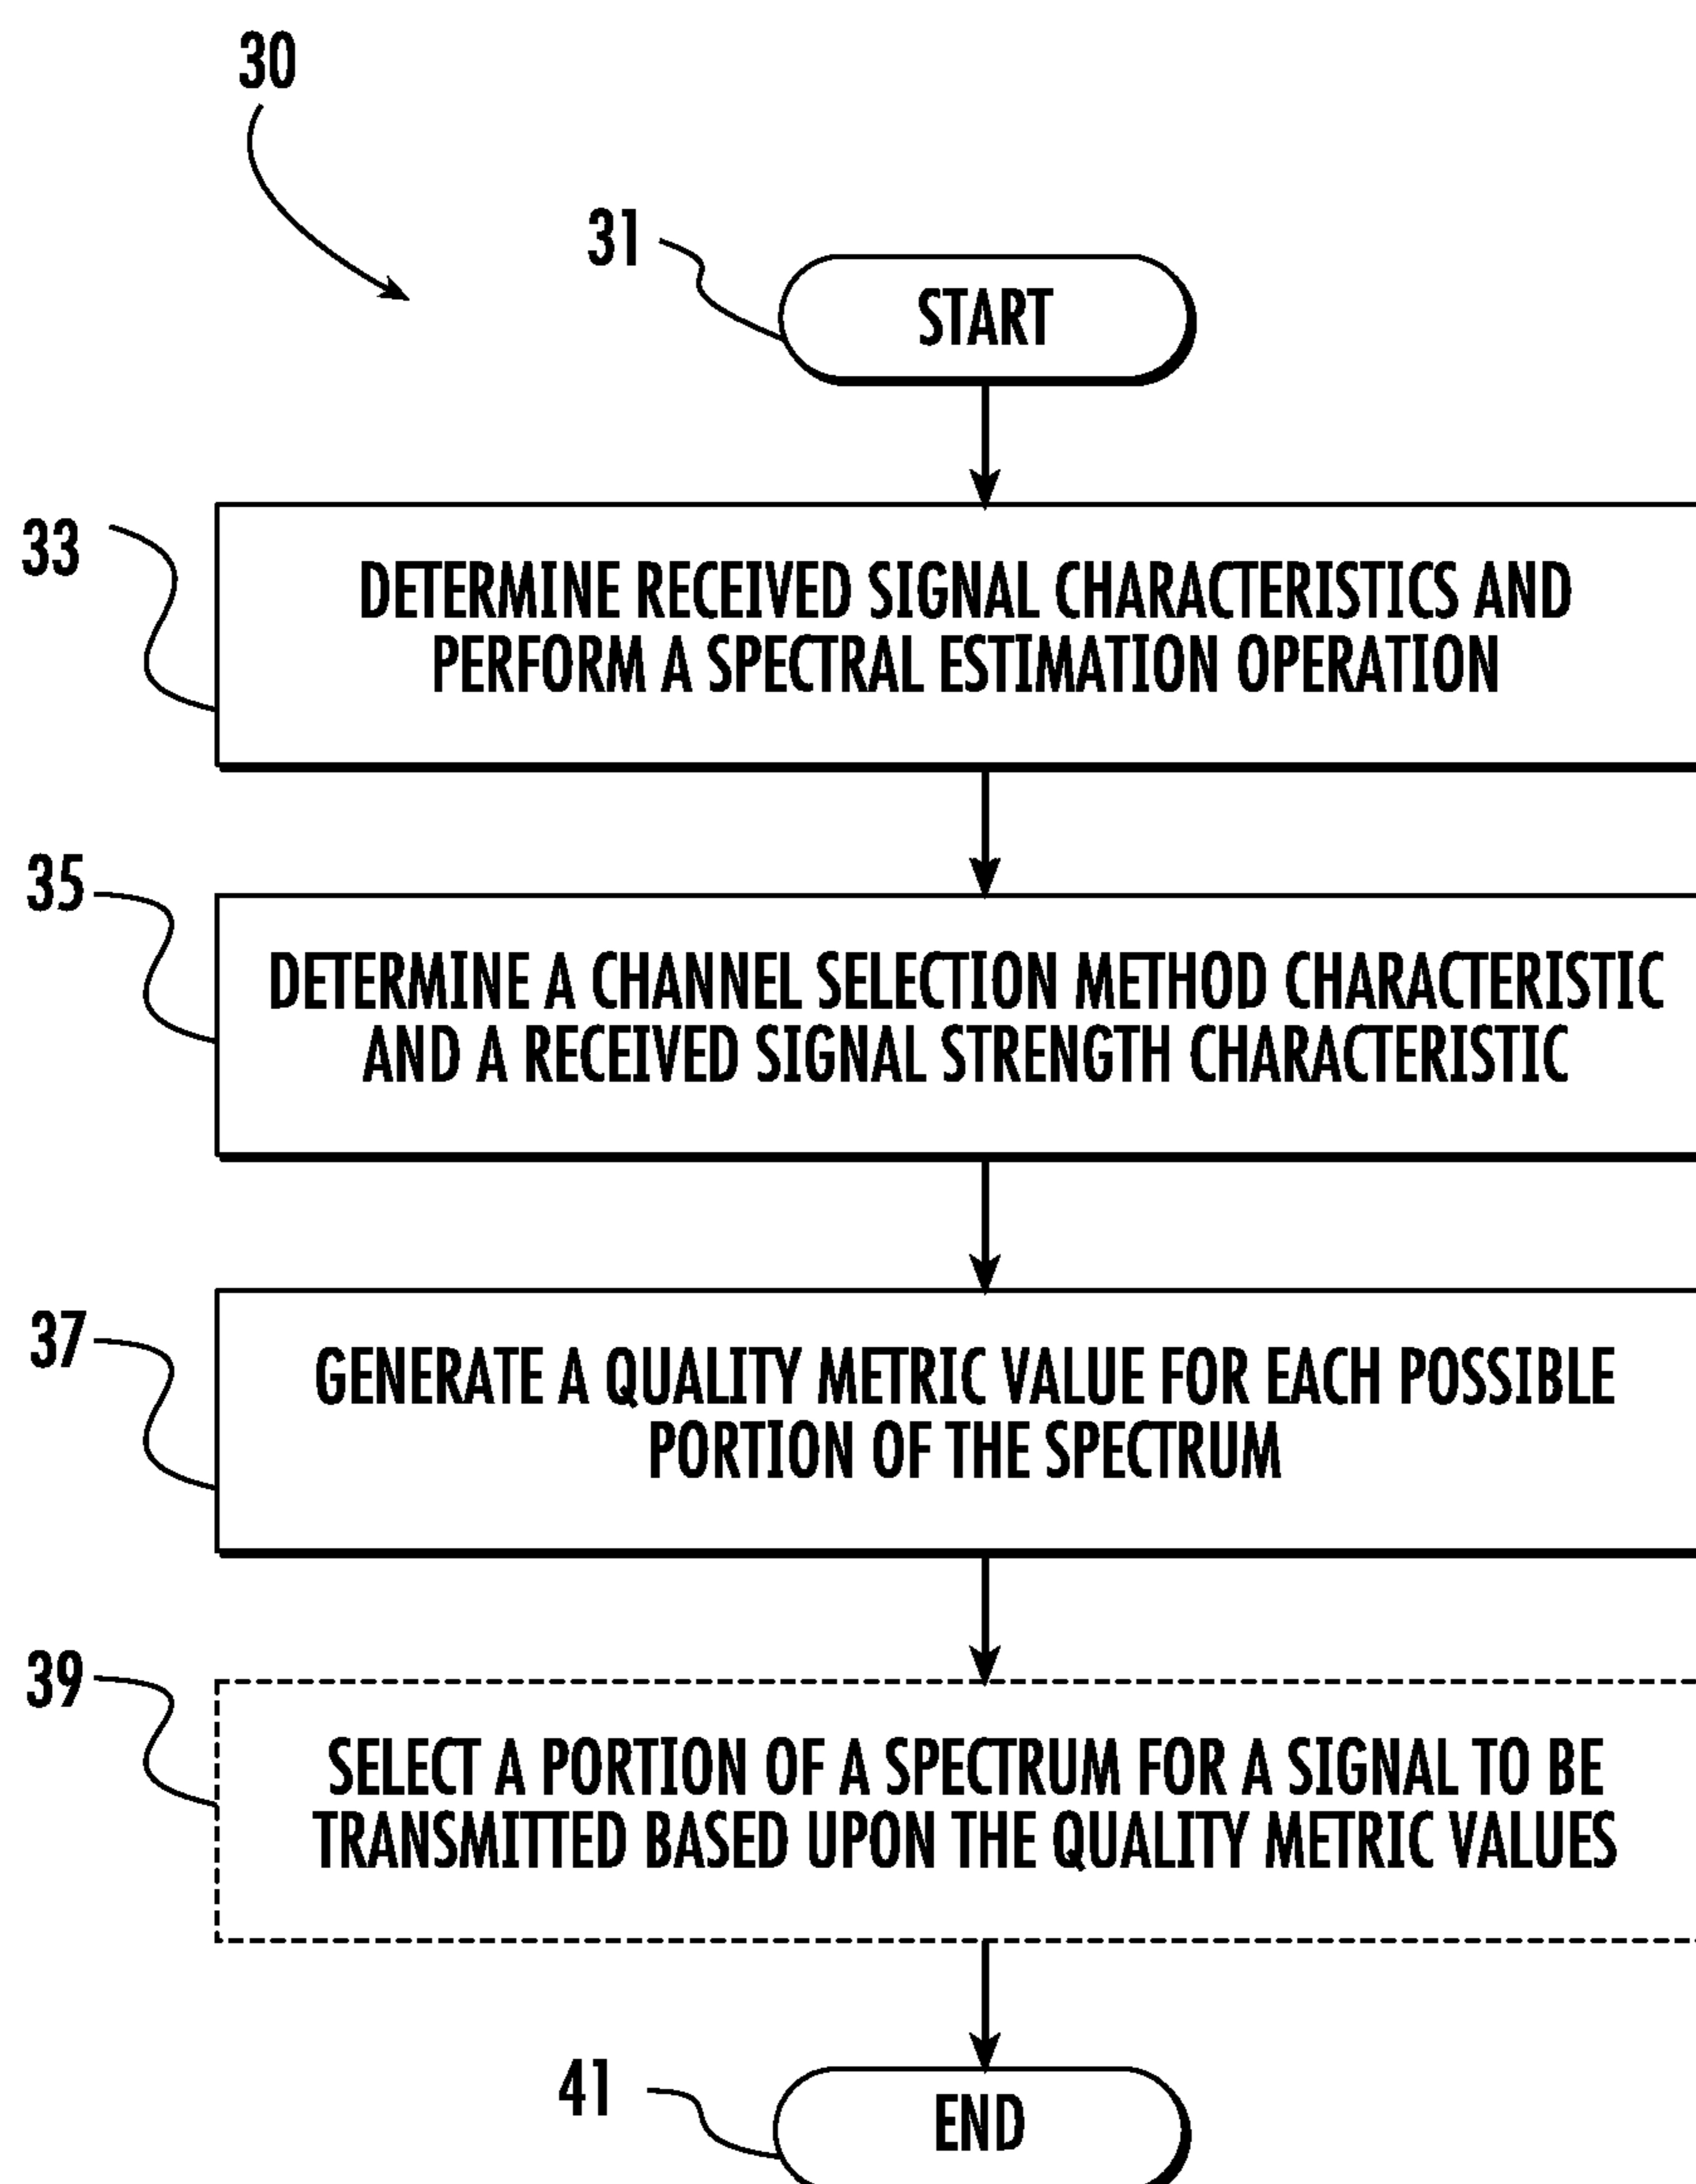 30
31
START
33
DETERMINE RECEIVED SIGNAL CHARACTERISTICS AND
PERFORM A SPECTRAL ESTIMATION OPERATION
35
DETERMINE A CHANNEL SELECTION METHOD CHARACTERISTIC
AND A RECEIVED SIGNAL STRENGTH CHARACTERISTIC
37
GENERATE A QUALITY METRIC VALUE FOR EACH POSSIBLE
PORTION OF THE SPECTRUM
39
SELECT A PORTION OF A SPECTRUM FOR A SIGNAL TO BE
TRANSMITTED BASED UPON THE QUALITY METRIC VALUES
41
END